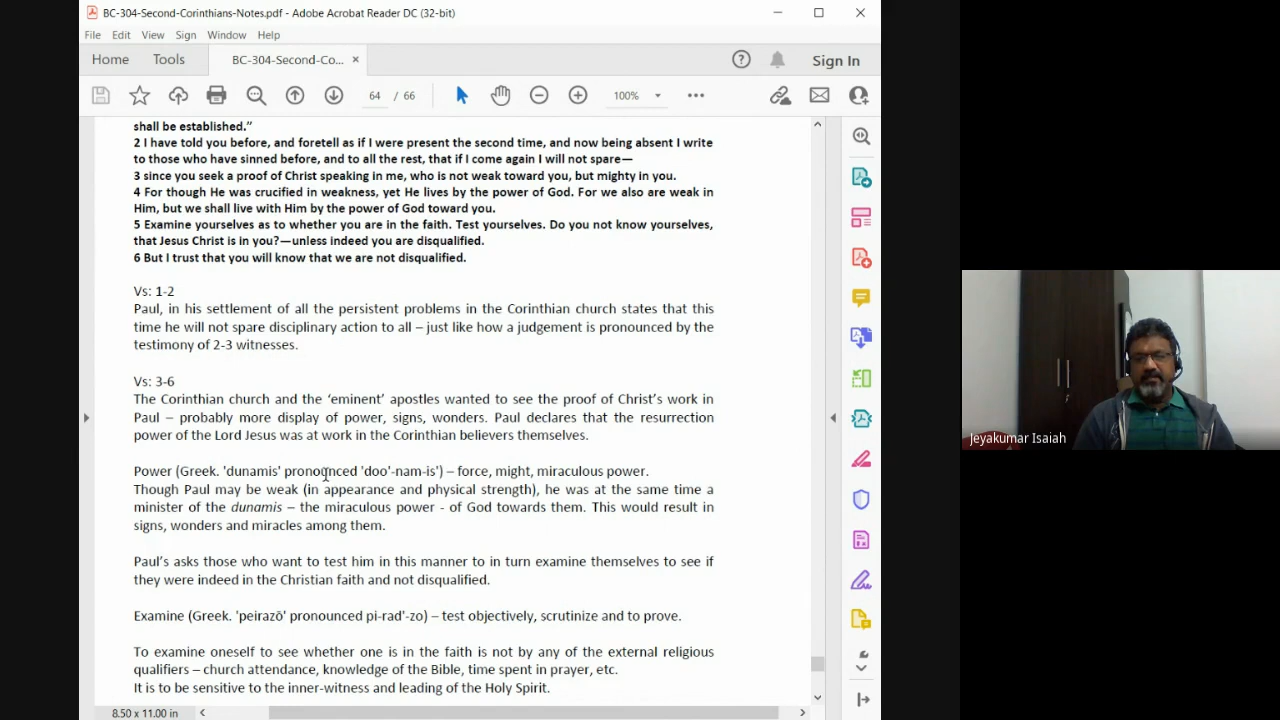 BC-304-Second-Corinthians-Notes.pdf - Adobe Acrobat Reader DC (32-bit)
File Edit View Sign Window Help
Home Tools BC-304-Second-Co... × Sign In
64 / 66 100%
shall be established.”
2 I have told you before, and foretell as if I were present the second time, and now being absent I write
to those who have sinned before, and to all the rest, that if I come again I will not spare—
3 since you seek a proof of Christ speaking in me, who is not weak toward you, but mighty in you.
4 For though He was crucified in weakness, yet He lives by the power of God. For we also are weak in
Him, but we shall live with Him by the power of God toward you.
5 Examine yourselves as to whether you are in the faith. Test yourselves. Do you not know yourselves,
that Jesus Christ is in you?—unless indeed you are disqualified.
6 But I trust that you will know that we are not disqualified.
Vs: 1-2
Paul, in his settlement of all the persistent problems in the Corinthian church states that this
time he will not spare disciplinary action to all – just like how a judgement is pronounced by the
testimony of 2-3 witnesses.
Vs: 3-6
The Corinthian church and the ‘eminent’ apostles wanted to see the proof of Christ’s work in
Paul – probably more display of power, signs, wonders. Paul declares that the resurrection
power of the Lord Jesus was at work in the Corinthian believers themselves.
Power (Greek. 'dunamis' pronounced 'doo'-nam-is') – force, might, miraculous power.
Though Paul may be weak (in appearance and physical strength), he was at the same time a
minister of the dunamis – the miraculous power - of God towards them. This would result in
signs, wonders and miracles among them.
Paul’s asks those who want to test him in this manner to in turn examine themselves to see if
they were indeed in the Christian faith and not disqualified.
Examine (Greek. 'peirazō' pronounced pi-rad'-zo) – test objectively, scrutinize and to prove.
To examine oneself to see whether one is in the faith is not by any of the external religious
qualifiers – church attendance, knowledge of the Bible, time spent in prayer, etc.
It is to be sensitive to the inner-witness and leading of the Holy Spirit.
8.50 x 11.00 in
Jeyakumar Isaiah